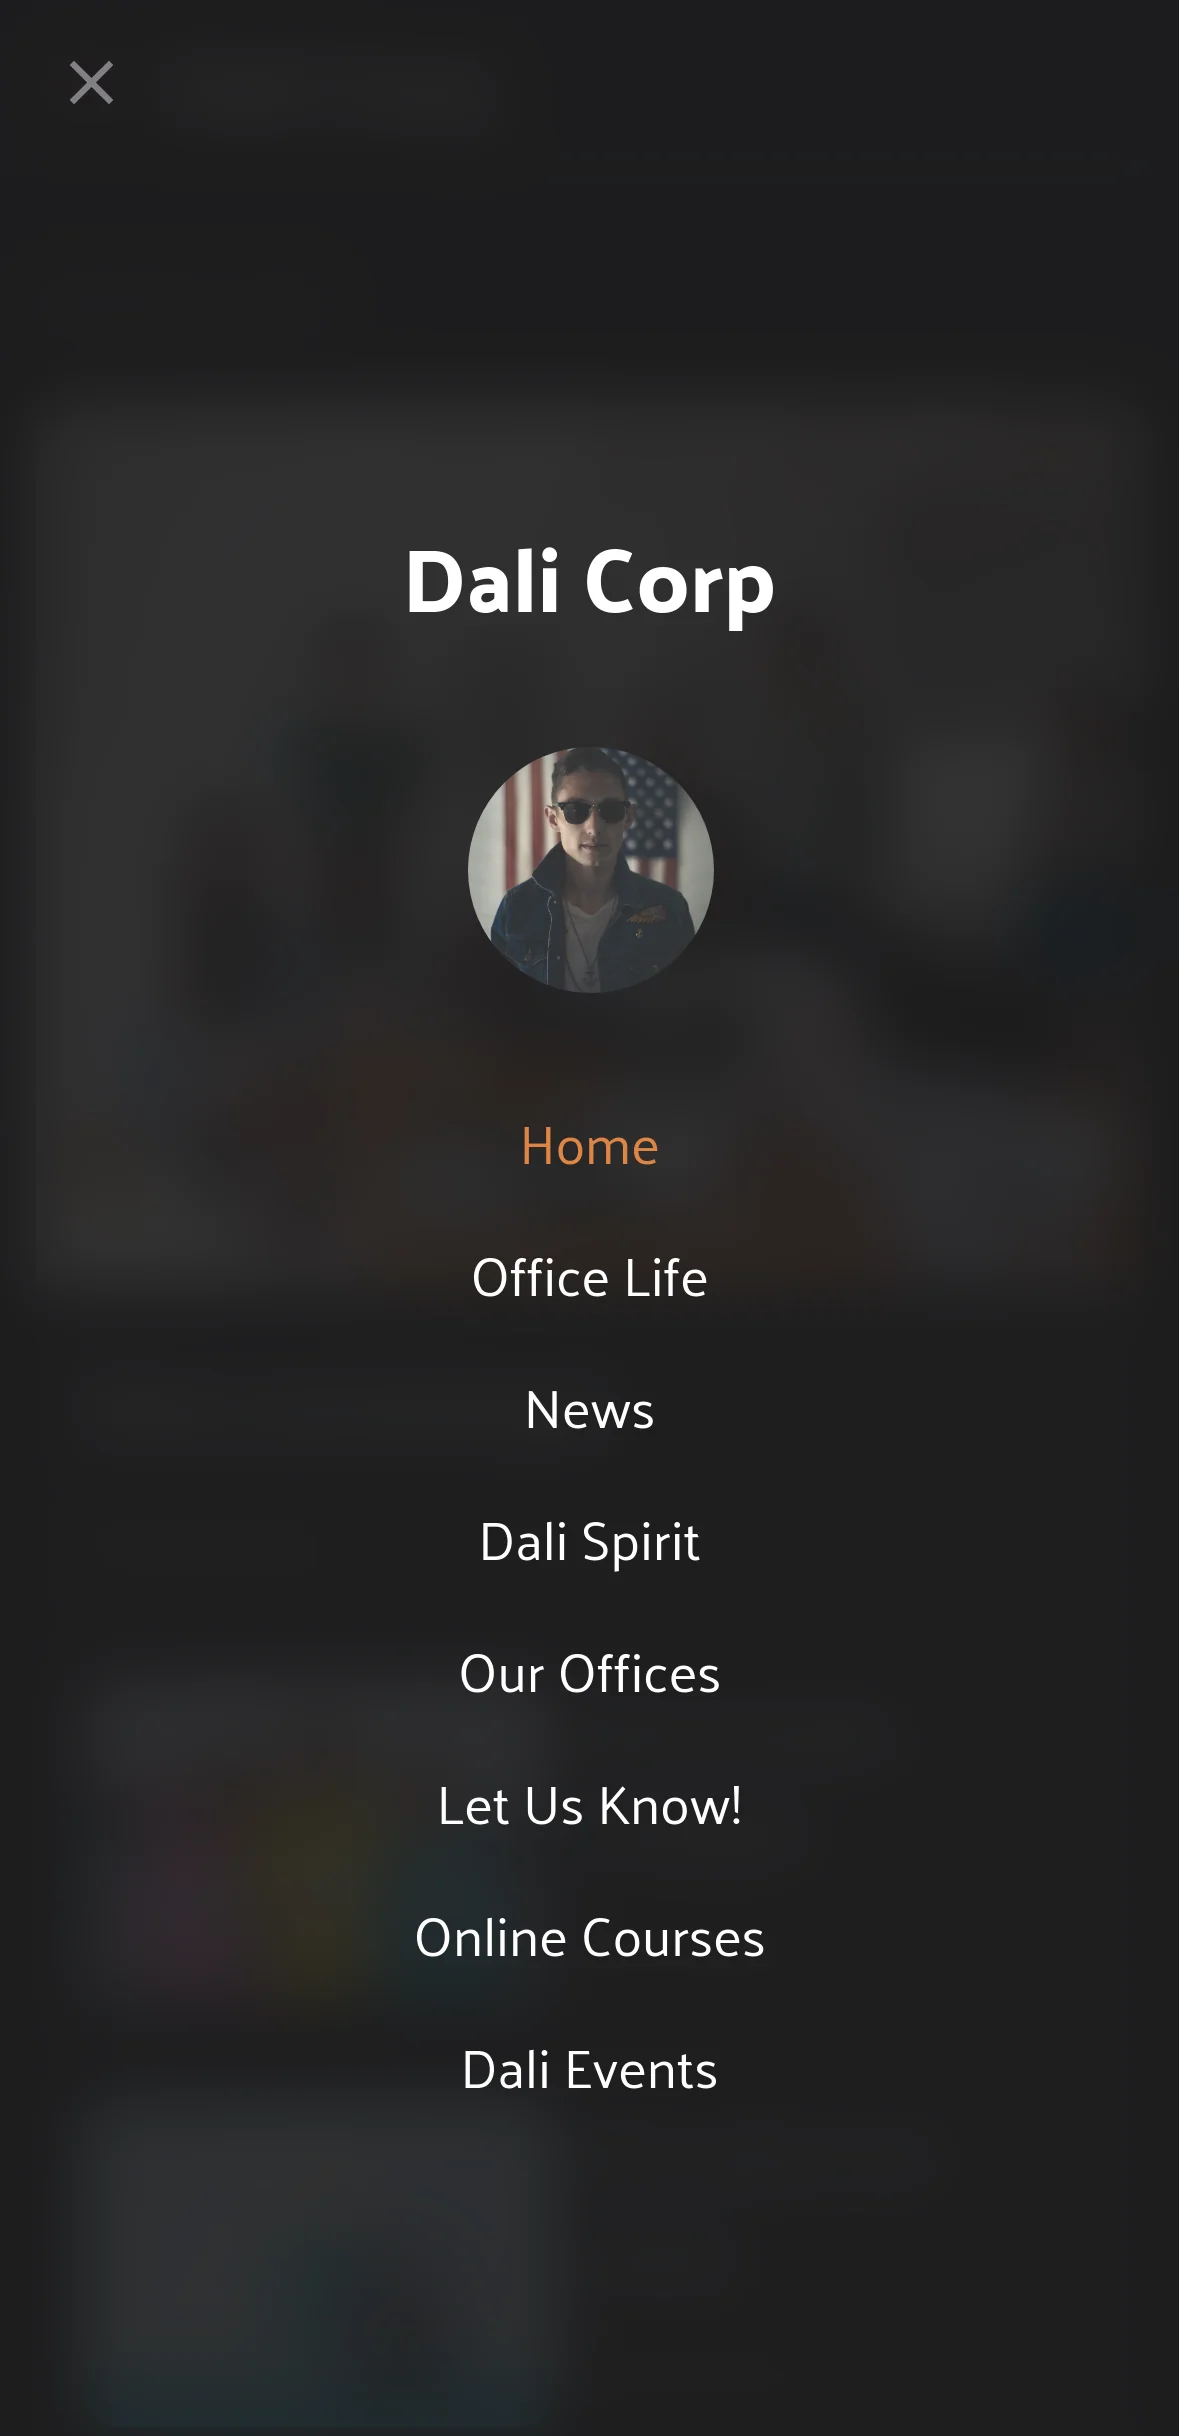 Dali Corp
Home
Office Life
News
Dali Spirit
Our Offices
Let Us Know!
Online Courses
Dali Events